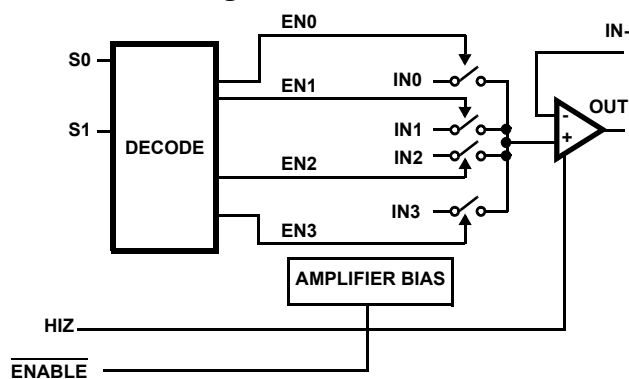 EN0
IN-
S0
IN0
EN1
OUT
S1
IN1
-
+
DECODE
IN2
EN2
IN3
EN3
AMPLIFIER BIAS
HIZ
ENABLE